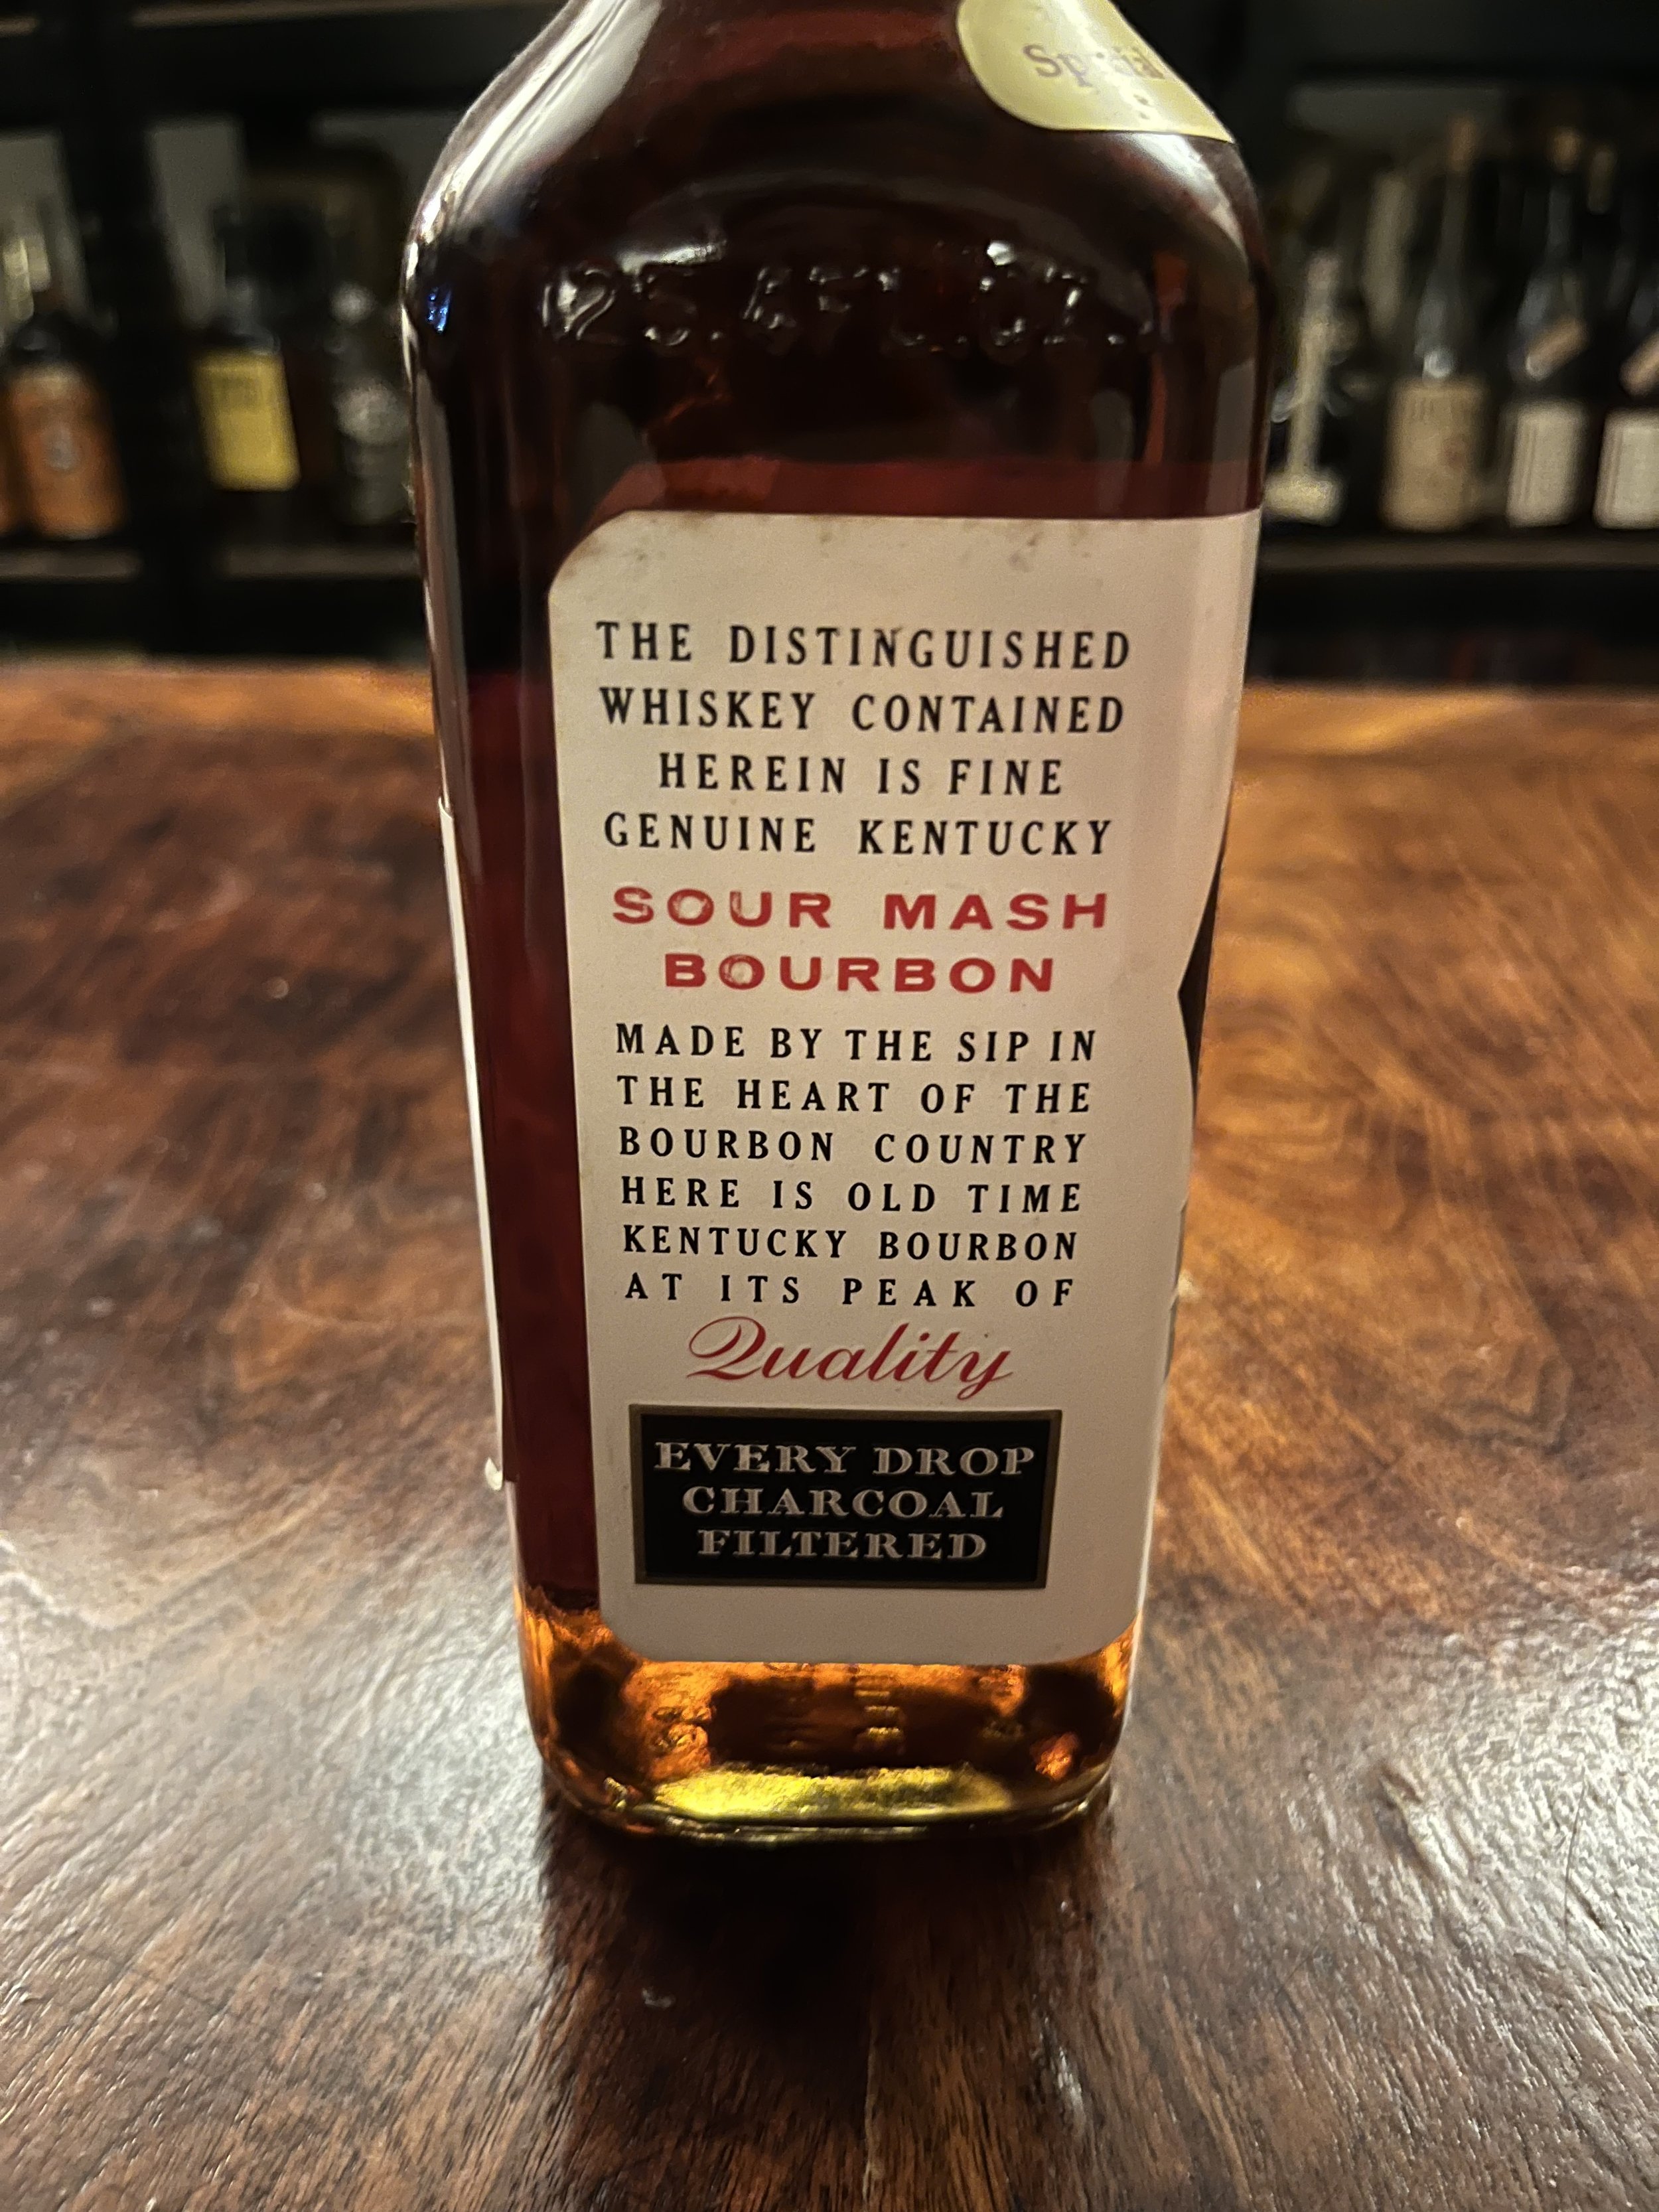 25.4 FL. OZ.
THE DISTINGUISHED
WHISKEY CONTAINED
HEREIN IS FINE
GENUINE KENTUCKY
SOUR MASH
BOURBON
MADE BY THE SIP IN
THE HEART OF THE
BOURBON COUNTRY
HERE IS OLD TIME
KENTUCKY BOURBON
AT ITS PEAK OF
Quality
EVERY DROP
CHARCOAL
FILTERED